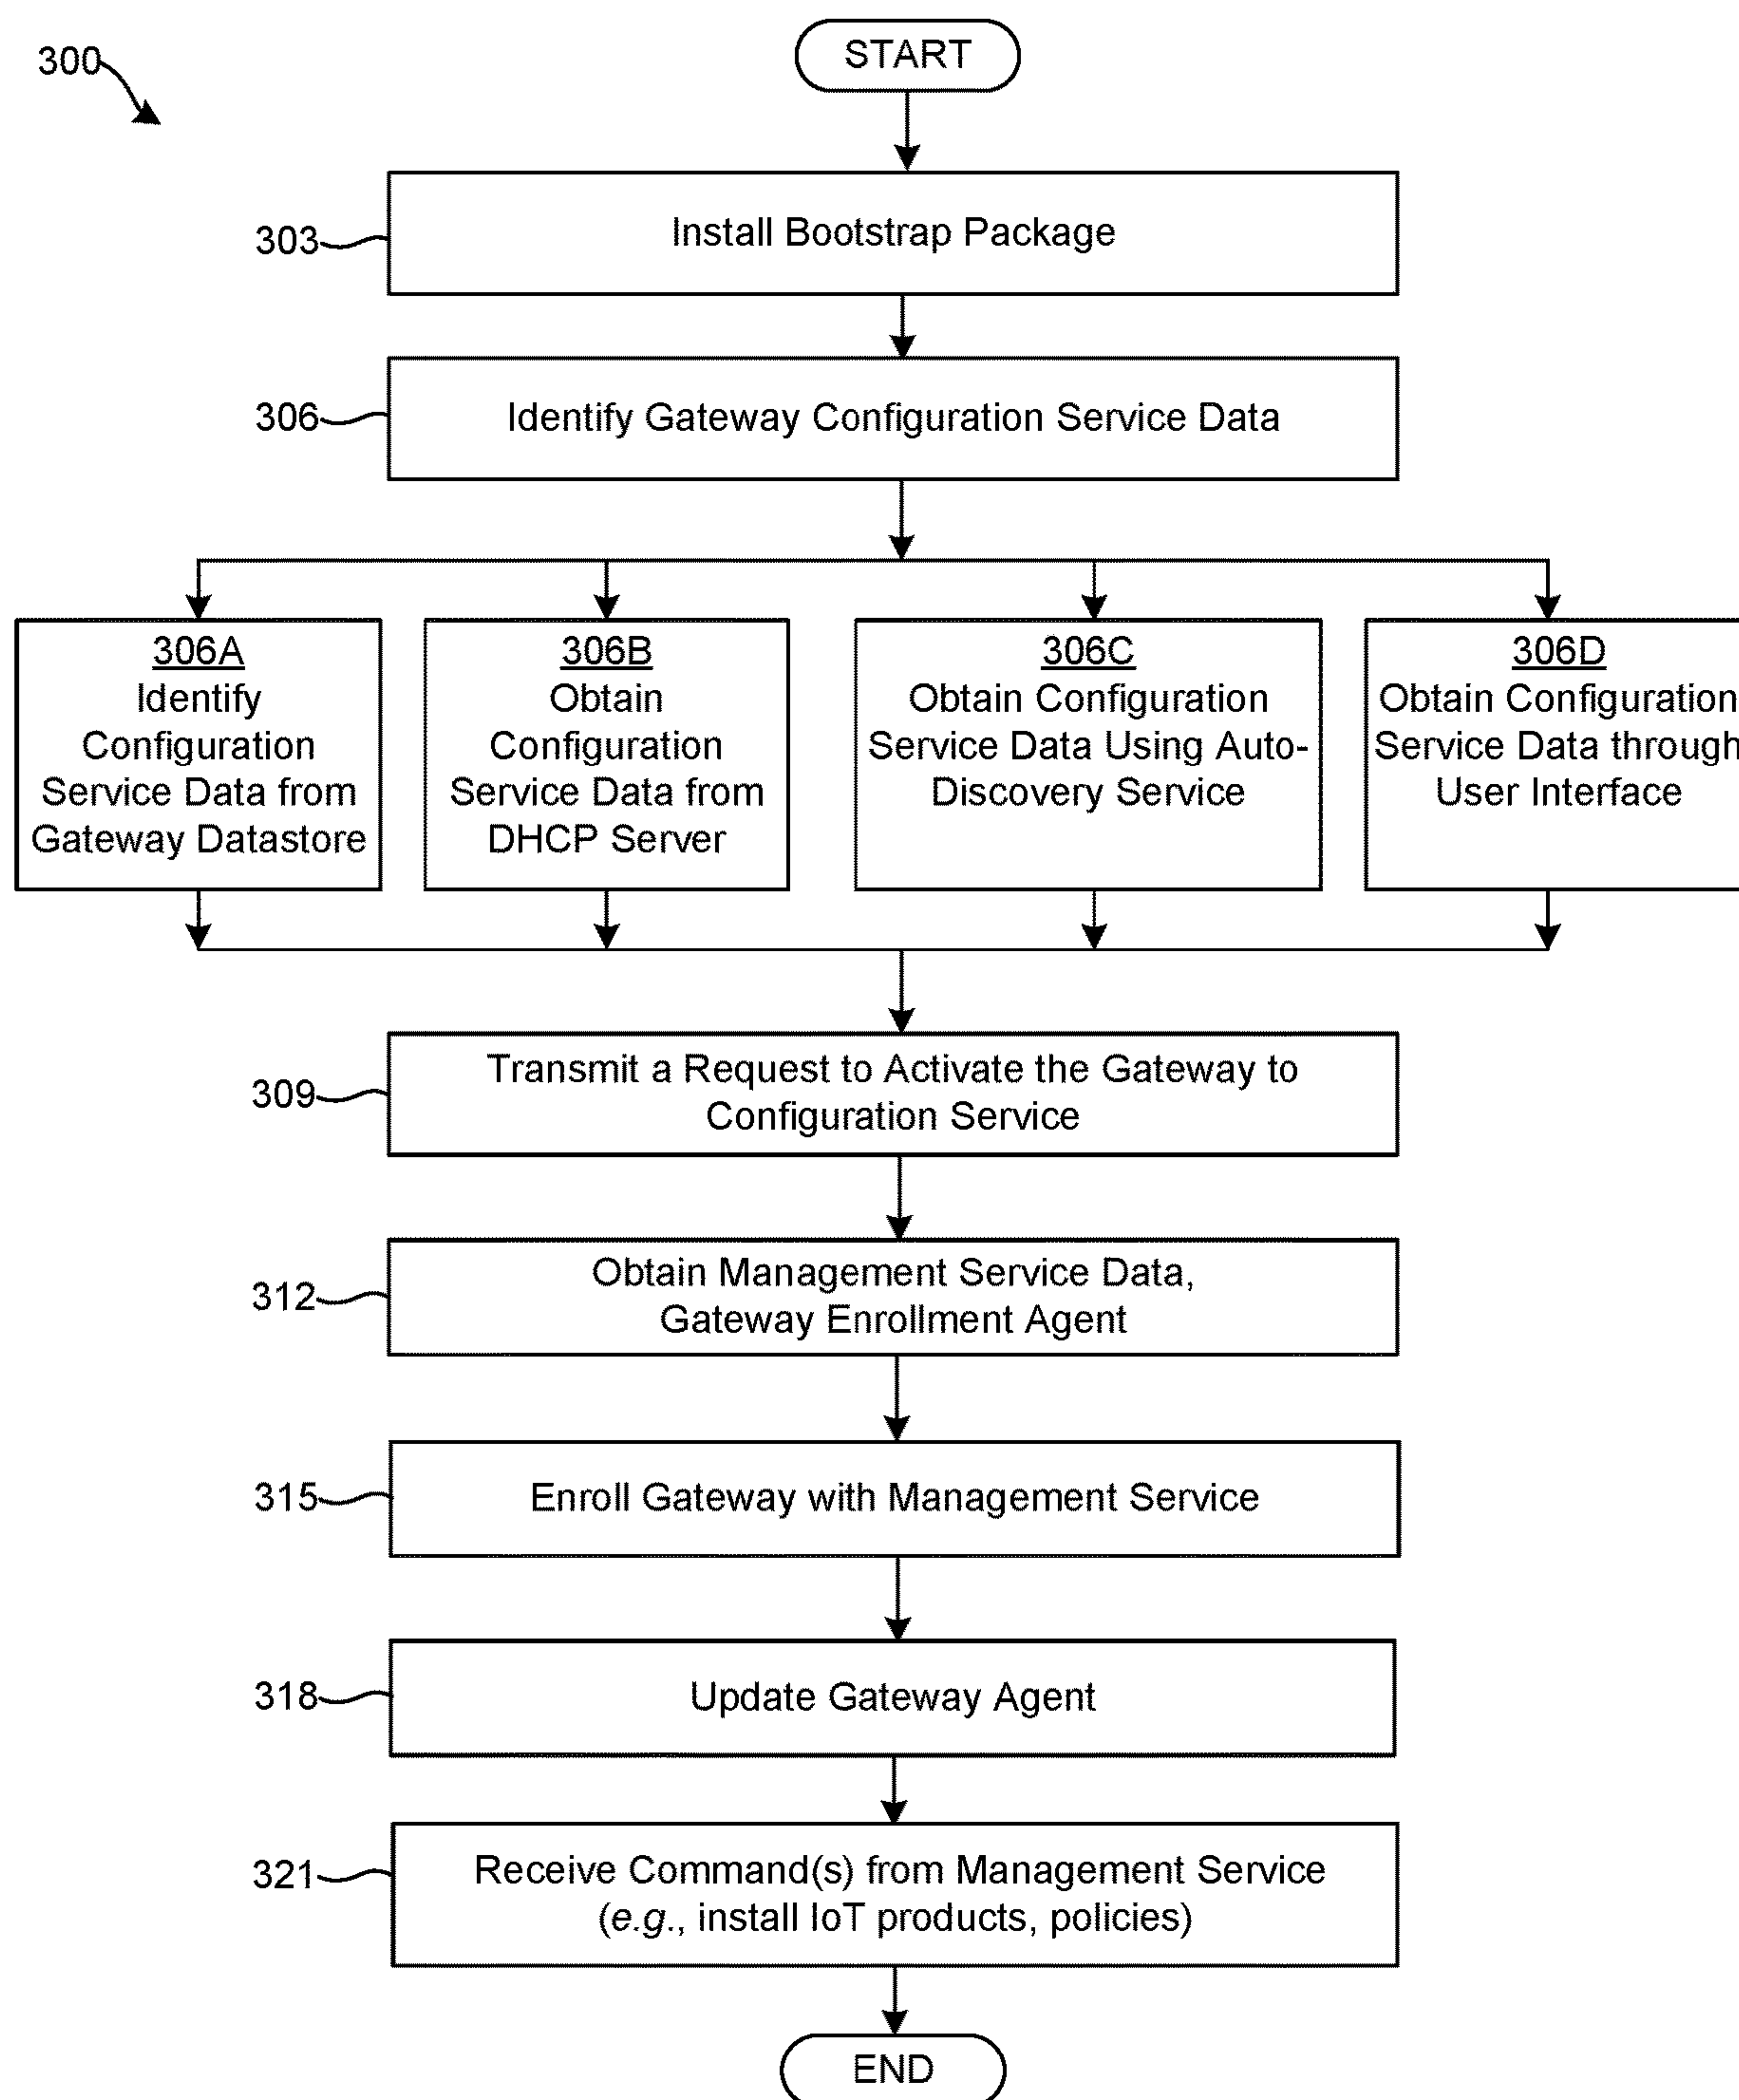 300
START
303
Install Bootstrap Package
306
Identify Gateway Configuration Service Data
306A
Identify
Configuration
Service Data from
Gateway Datastore
306B
Obtain
Configuration
Service Data from
DHCP Server
306C
Obtain Configuration
Service Data Using Auto-
Discovery Service
306D
Obtain Configuration
Service Data through
User Interface
309
Transmit a Request to Activate the Gateway to
Configuration Service
312
Obtain Management Service Data,
Gateway Enrollment Agent
315
Enroll Gateway with Management Service
318
Update Gateway Agent
321
Receive Command(s) from Management Service
(e.g., install IoT products, policies)
END